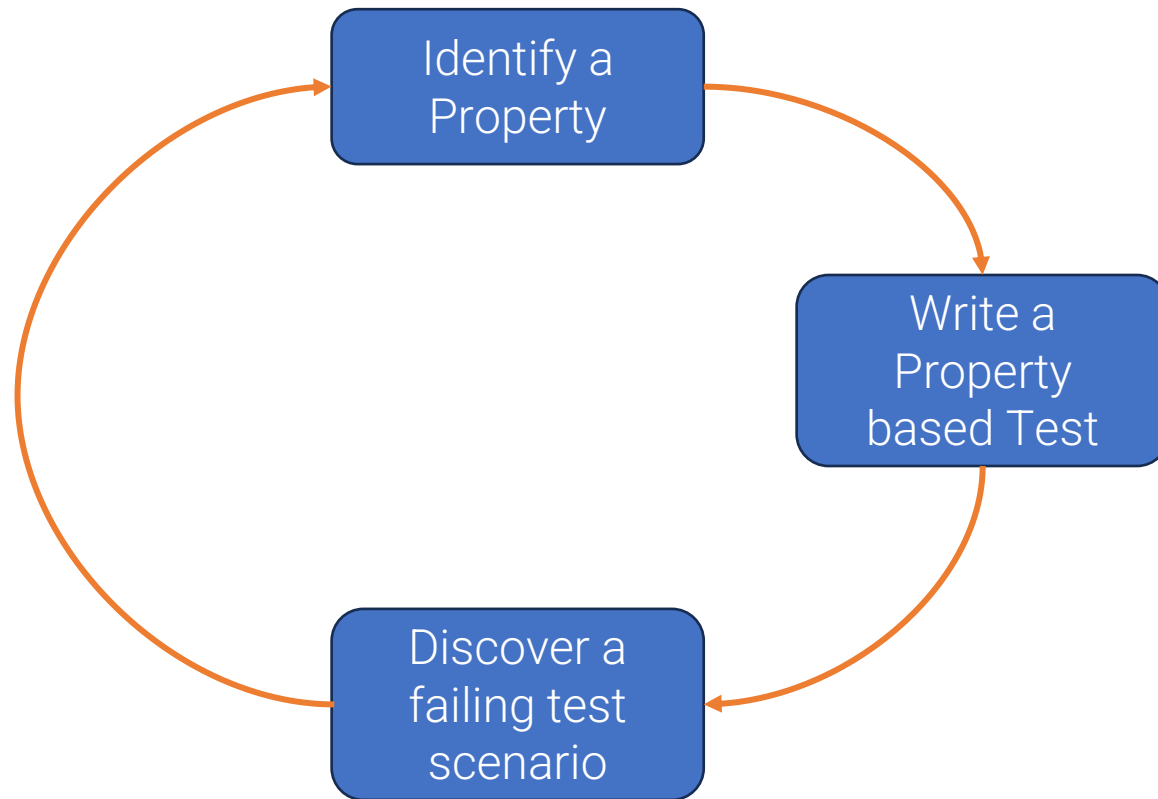 Identify a
Property
Write a
Property
based Test
Discover a
failing test
scenario